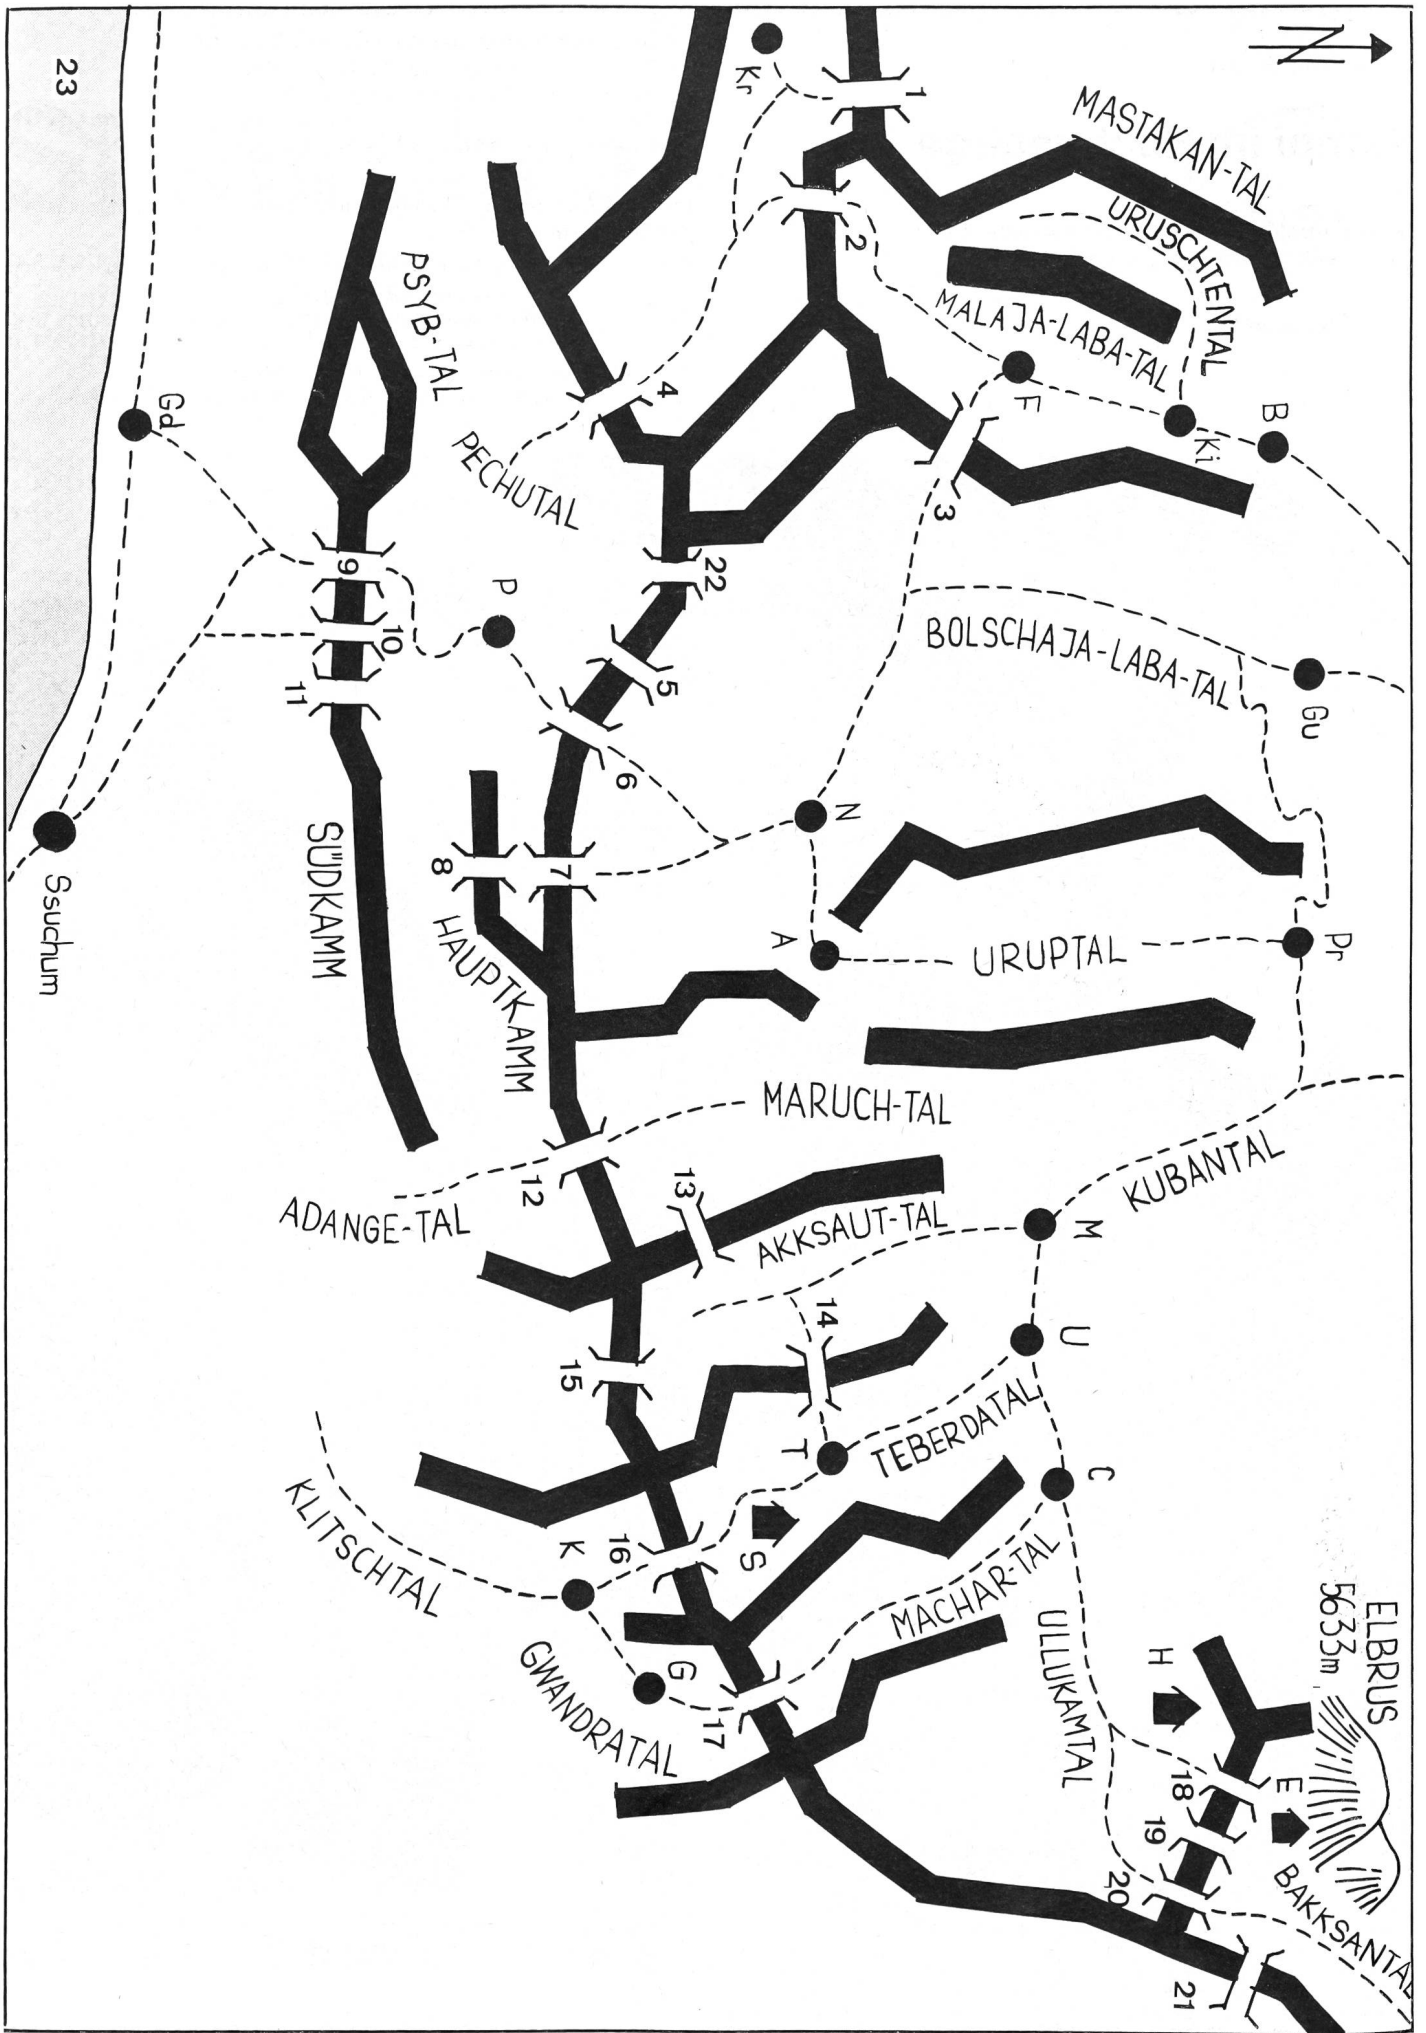 N
Kr
1
MASTAKAN-TAL
URUSCHTENTAL
2
MALAJA-LABA-TAL
PSYB-TAL
4
F
Ki
B
Gd
PECHUTAL
3
9
P
22
10
11
5
6
BOLSCHAJA-LABA-TAL
Gu
N
8
7
SÜDKAMM
HAUPTKAMM
A
URUPTAL
Pr
Ssuchum
MARUCH-TAL
12
ADANGE-TAL
13
AKKSAUT-TAL
KUBANTAL
M
14
U
15
T
TEBERDATAL
C
KLITSCHTAL
K
16
S
MACHAR-TAL
ULLUKAMTAL
H
ELBRUS
5633m
GWANDRATAL
G
17
18
E
19
20
BAKKSANTAL
21
23